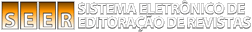 SEER SISTEMA ELETRÔNICO DE
EDITORAÇÃO DE REVISTAS